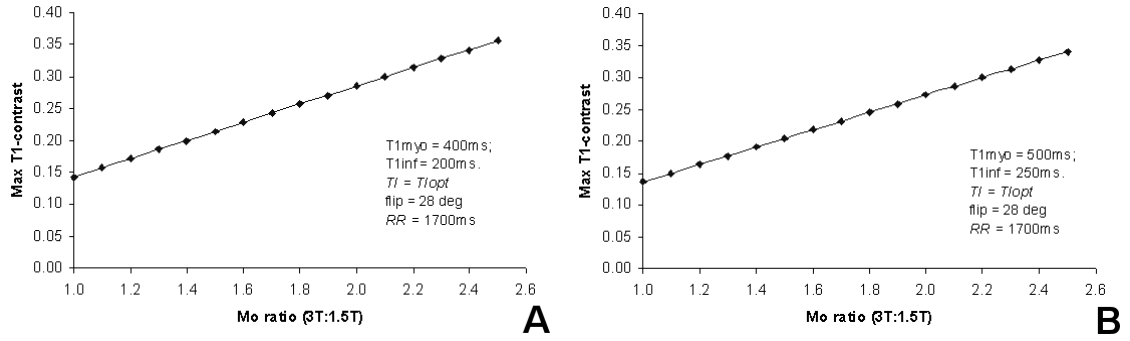 0.40
0.35
0.30
0.25
0.20
0.15
0.10
0.05
0.00
Max T1-contrast
T1myo = 400ms;
T1inf = 200ms.
TI = TIopt
flip = 28 deg
RR = 1700ms
1.0 1.2 1.4 1.6 1.8 2.0 2.2 2.4 2.6
Mo ratio (3T:1.5T)
A
0.40
0.35
0.30
0.25
0.20
0.15
0.10
0.05
0.00
Max T1-contrast
T1myo = 500ms;
T1inf = 250ms.
TI = TIopt
flip = 28 deg
RR = 1700ms
1.0 1.2 1.4 1.6 1.8 2.0 2.2 2.4 2.6
Mo ratio (3T:1.5T)
B